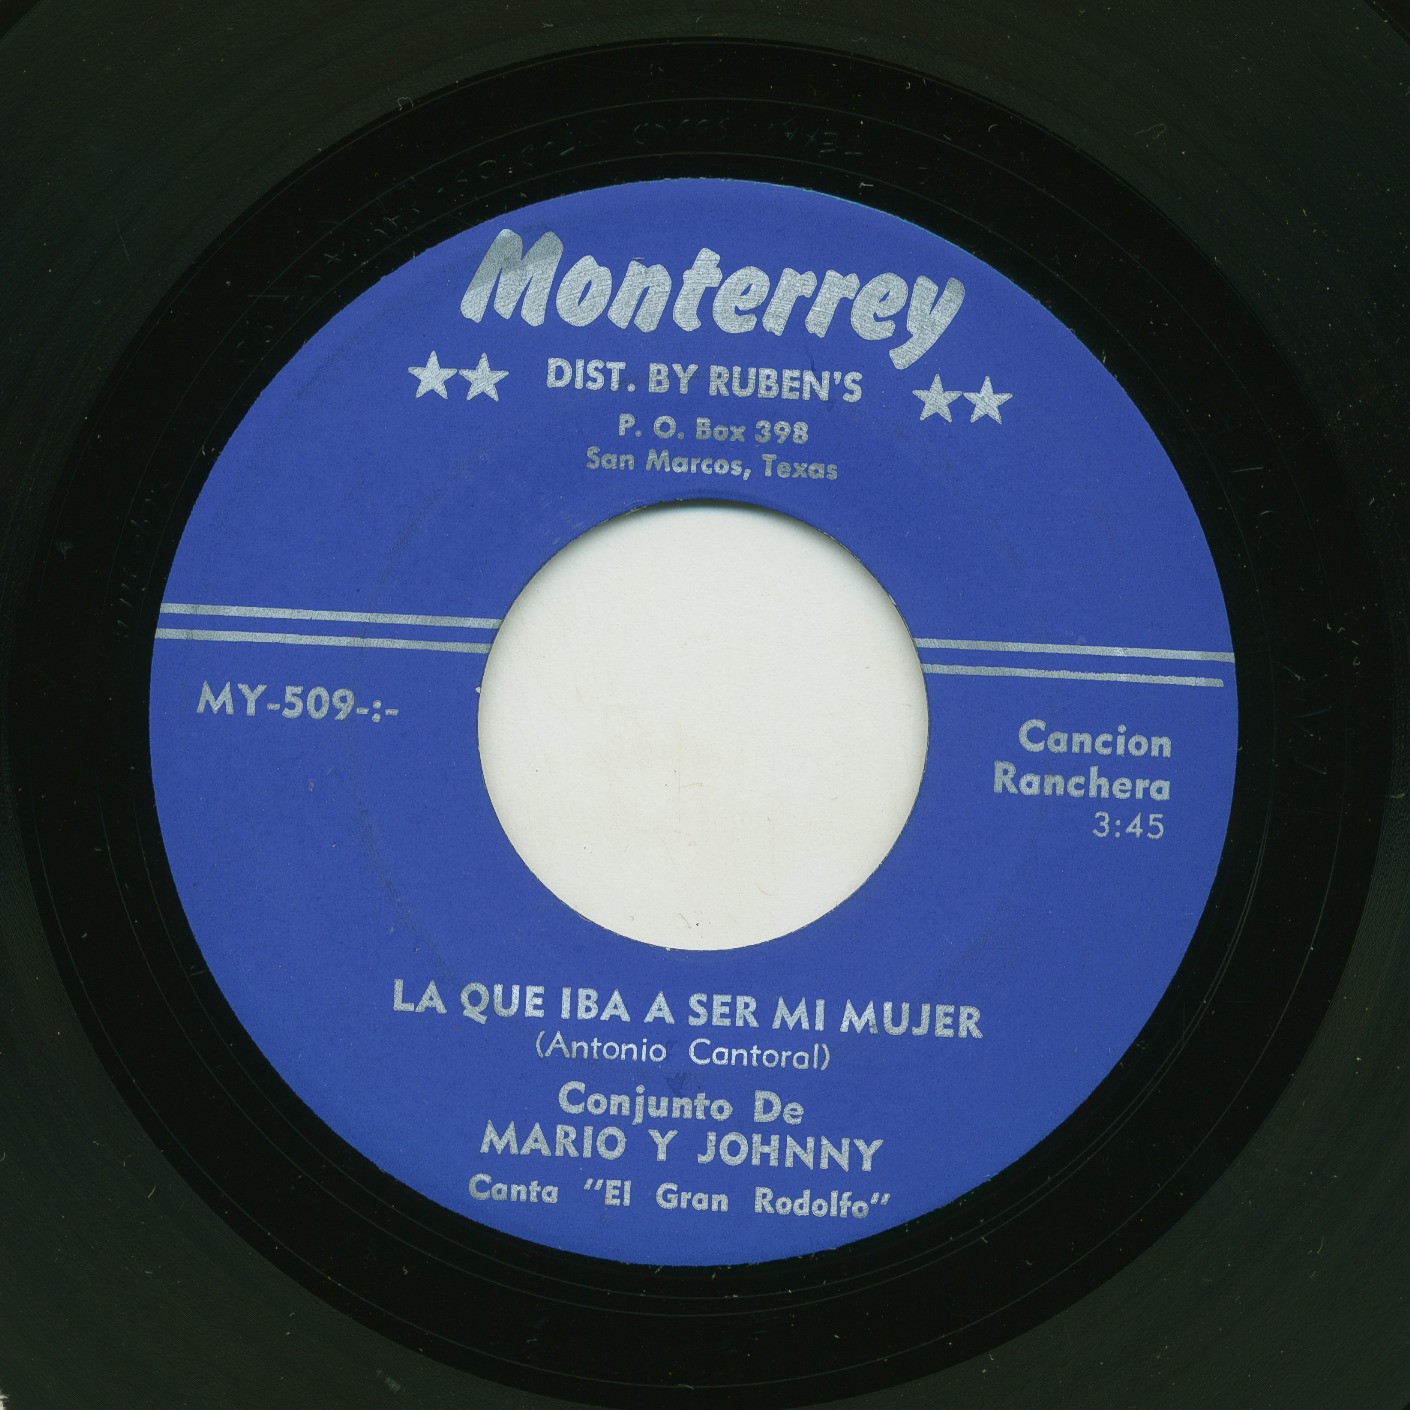 Monterrey
DIST. BY RUBEN'S
P. O. Box 398
San Marcos, Texas
MY-509-:-
Cancion
Ranchera
3:45
LA QUE IBA A SER MI MUJER
(Antonio Cantoral)
Conjunto De
MARIO Y JOHNNY
Canta "El Gran Rodolfo"